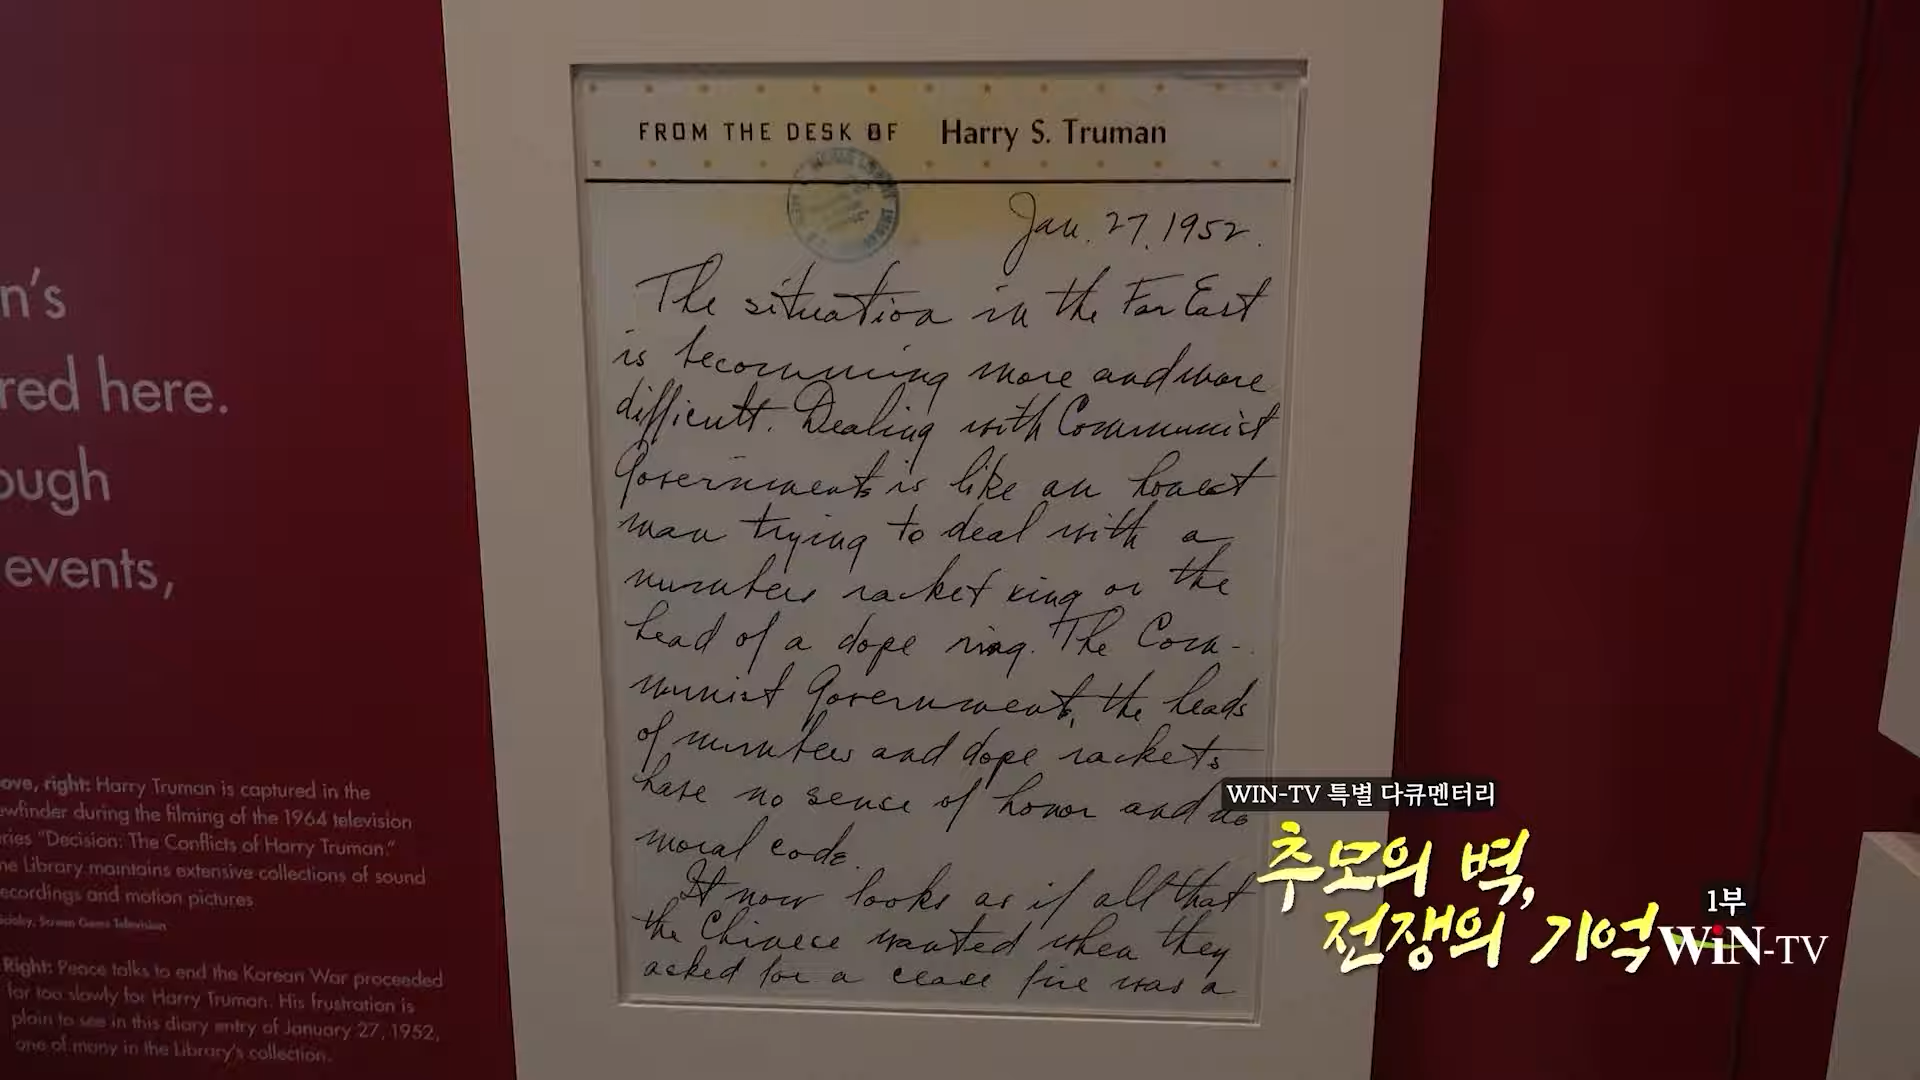 n's
red here.
ough
events,
ove, right: Harry Truman is captured in the
ewfinder during the filming of the 1964 television
ries "Decision: The Conflicts of Harry Truman."
he Library maintains extensive collections of sound
ecordings and motion pictures
Screen Gems Television
Right: Peace talks to end the Korean War proceeded
far too slowly for Harry Truman. His frustration is
plain to see in this diary entry of January 27, 1952,
one of many in the Library's collection.
FROM THE DESK OF Harry S. Truman
Jan. 27, 1952.
The situation in the Far East
is becomming more and more
difficult. Dealing with Communist
Governments is like an honest
man trying to deal with a
numbers racket king or the
head of a dope ring. The Com-
munist Governments, the heads
of numbers and dope rackets
have no sense of honor and no
moral code.
It now looks as if all that
the Chinese wanted when they
asked for a cease fire was a
WIN-TV 특별 다큐멘터리
추모의 벽,
전쟁의 기억
1부
WiN-TV